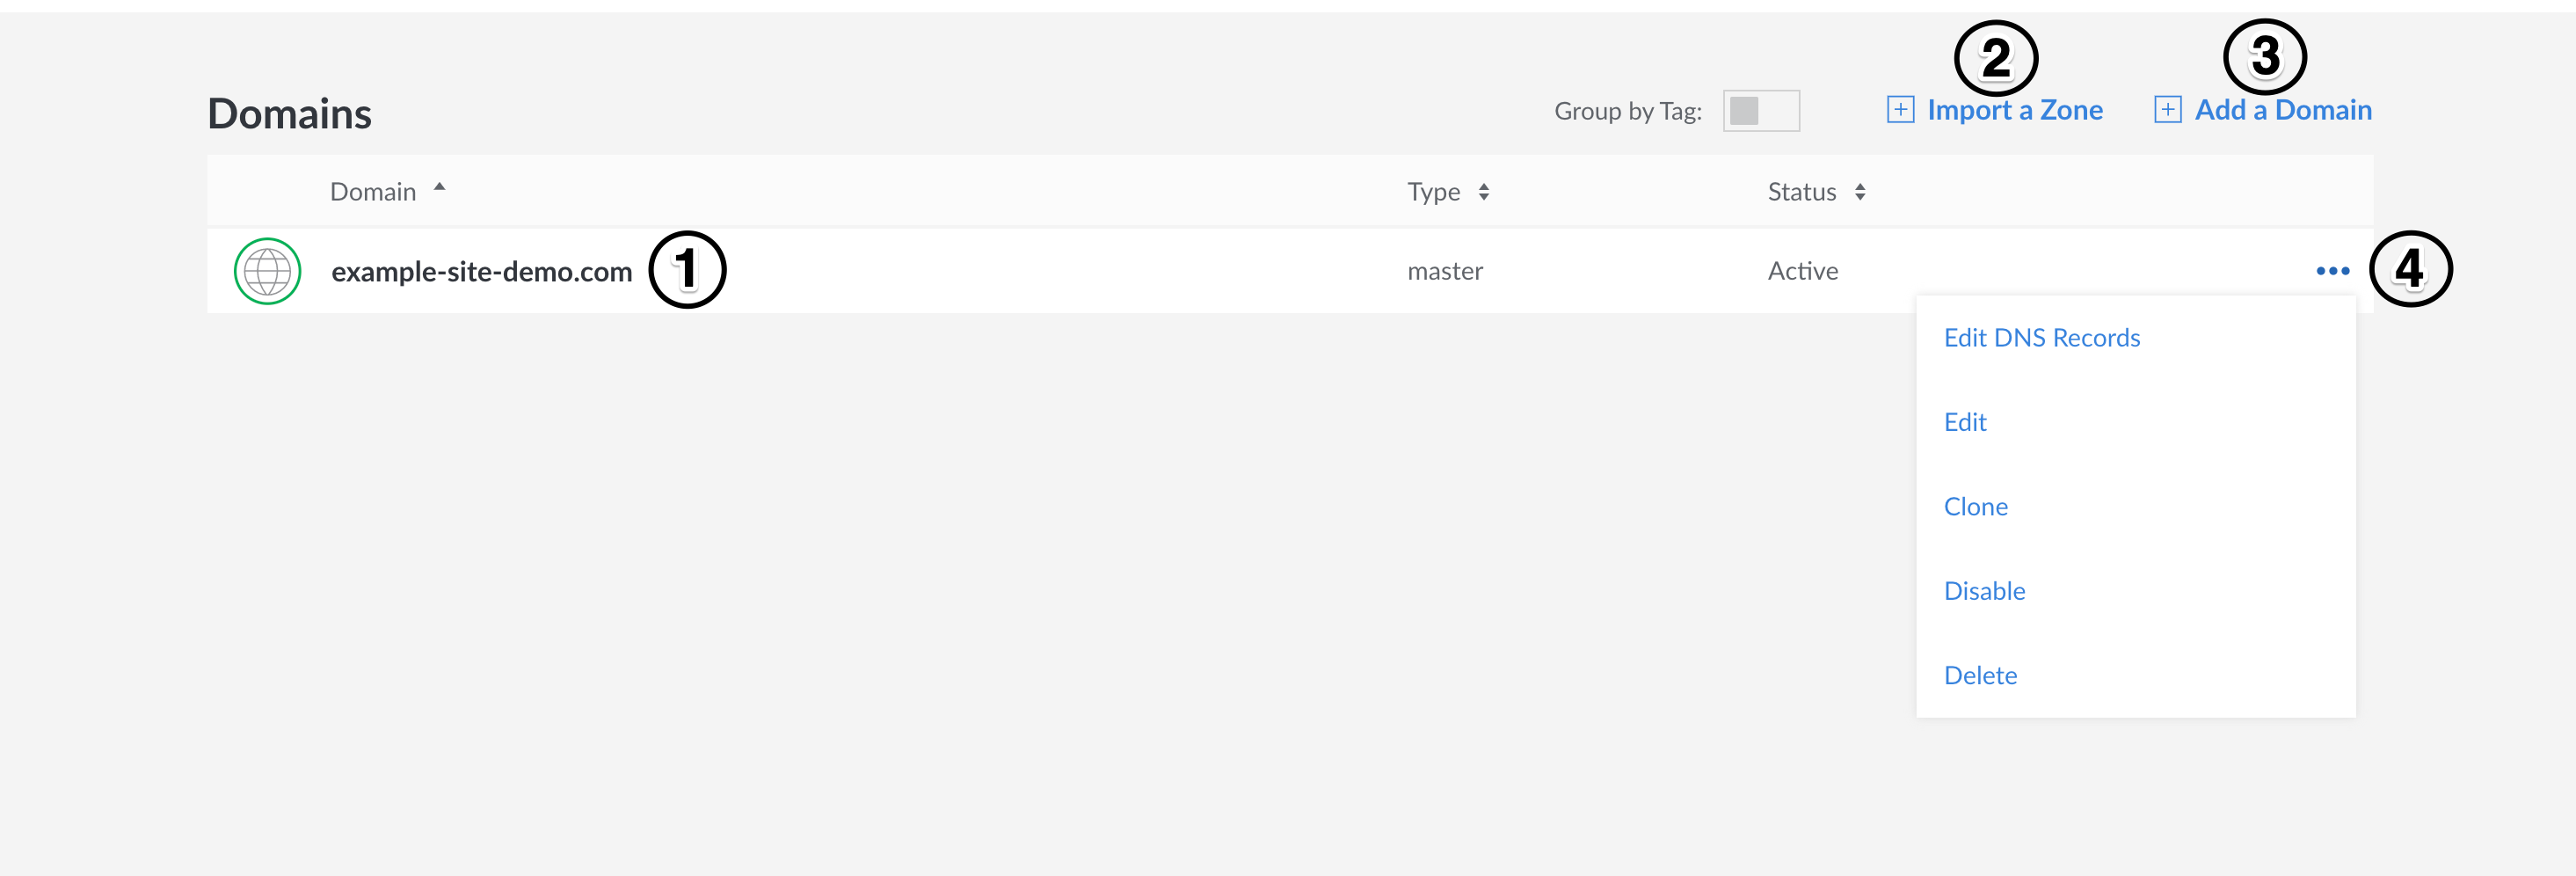 2 3
Domains Group by Tag: Import a Zone Add a Domain
Domain Type Status
example-site-demo.com 1 master Active 4
Edit DNS Records
Edit
Clone
Disable
Delete